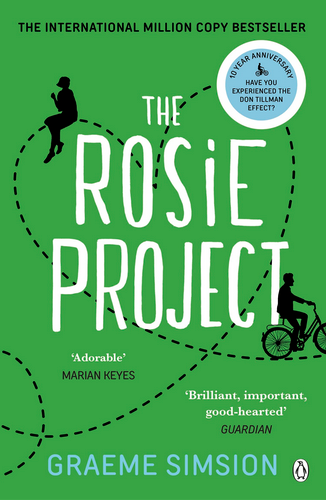 THE INTERNATIONAL MILLION COPY BESTSELLER
10 YEAR ANNIVERSARY
HAVE YOU
EXPERIENCED THE
DON TILLMAN
EFFECT?
THE
ROSiE
PROJECT
‘Adorable’
MARIAN KEYES
‘Brilliant, important,
good-hearted’
GUARDIAN
GRAEME SIMSION